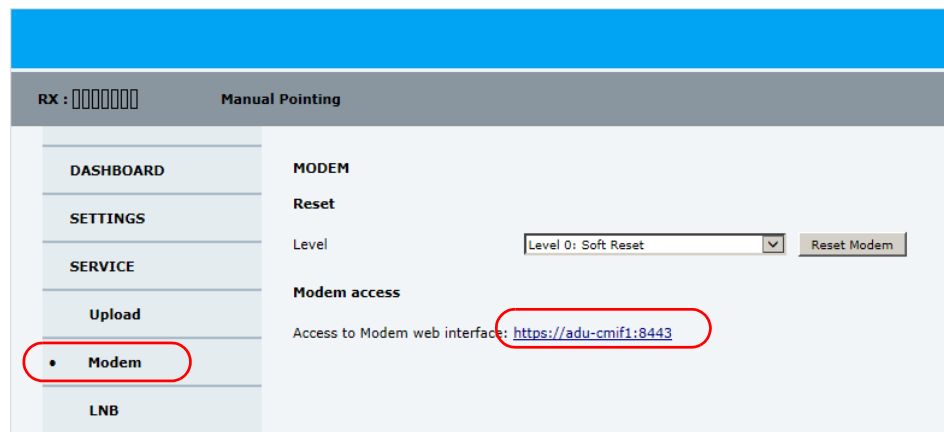 RX : Manual Pointing
DASHBOARD
SETTINGS
SERVICE
Upload
• Modem
LNB
MODEM
Reset
Level Level 0: Soft Reset Reset Modem
Modem access
Access to Modem web interface: https://adu-cmif1:8443